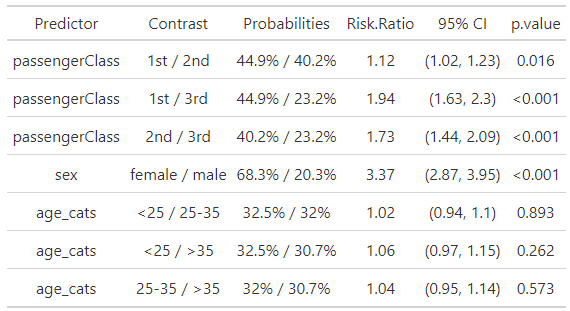 Predictor Contrast Probabilities Risk.Ratio 95% CI p.value
passengerClass 1st / 2nd 44.9% / 40.2% 1.12 (1.02, 1.23) 0.016
passengerClass 1st / 3rd 44.9% / 23.2% 1.94 (1.63, 2.3) <0.001
passengerClass 2nd / 3rd 40.2% / 23.2% 1.73 (1.44, 2.09) <0.001
sex female / male 68.3% / 20.3% 3.37 (2.87, 3.95) <0.001
age_cats <25 / 25-35 32.5% / 32% 1.02 (0.94, 1.1) 0.893
age_cats <25 / >35 32.5% / 30.7% 1.06 (0.97, 1.15) 0.262
age_cats 25-35 / >35 32% / 30.7% 1.04 (0.95, 1.14) 0.573